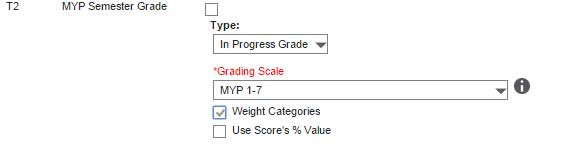 T2 MYP Semester Grade
Type:
In Progress Grade
*Grading Scale
MYP 1-7
Weight Categories
Use Score's % Value